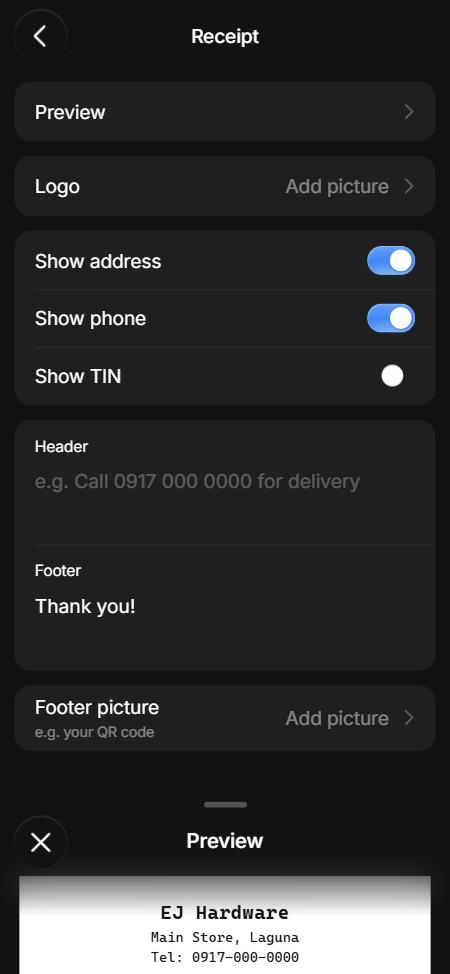 Receipt
Preview
Logo Add picture
Show address
Show phone
Show TIN
Header
e.g. Call 0917 000 0000 for delivery
Footer
Thank you!
Footer picture
e.g. your QR code
Add picture
Preview
EJ Hardware
Main Store, Laguna
Tel: 0917-000-0000